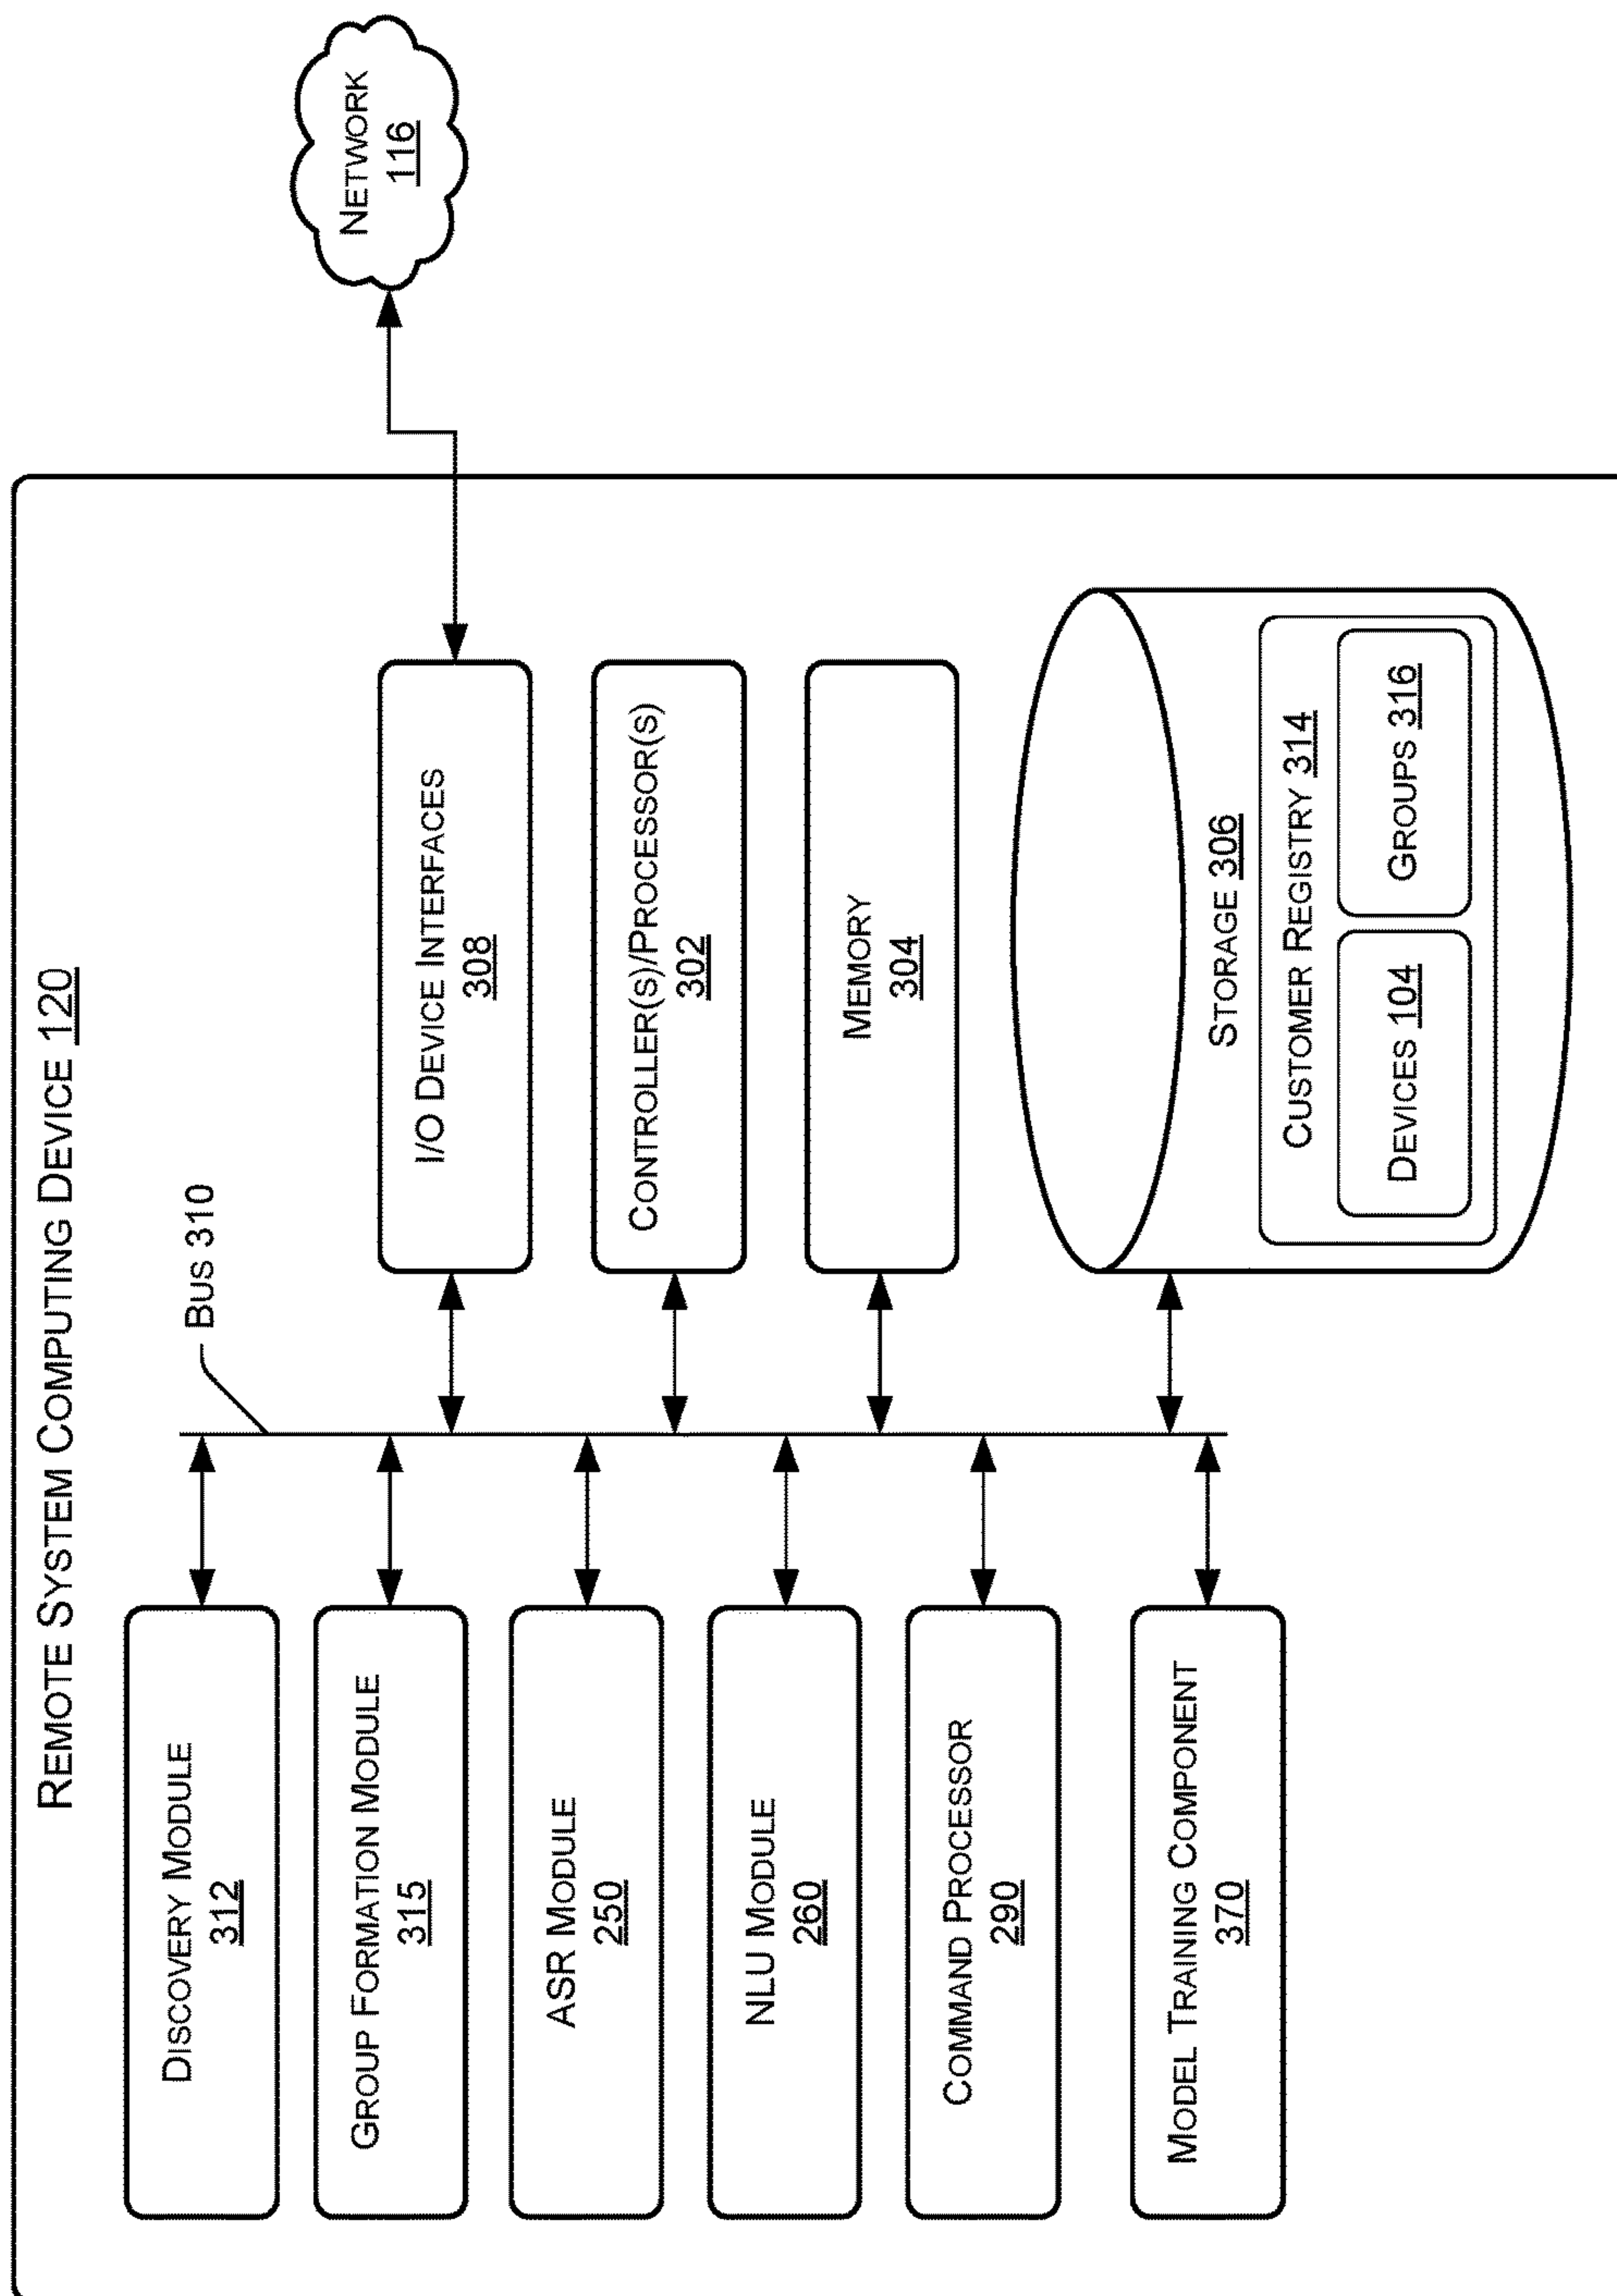 REMOTE SYSTEM COMPUTING DEVICE 120
BUS 310
DISCOVERY MODULE
312
GROUP FORMATION MODULE
315
ASR MODULE
250
NLU MODULE
260
COMMAND PROCESSOR
290
MODEL TRAINING COMPONENT
370
I/O DEVICE INTERFACES
308
CONTROLLER(S)/PROCESSOR(S)
302
MEMORY
304
STORAGE 306
CUSTOMER REGISTRY 314
DEVICES 104
GROUPS 316
NETWORK
116